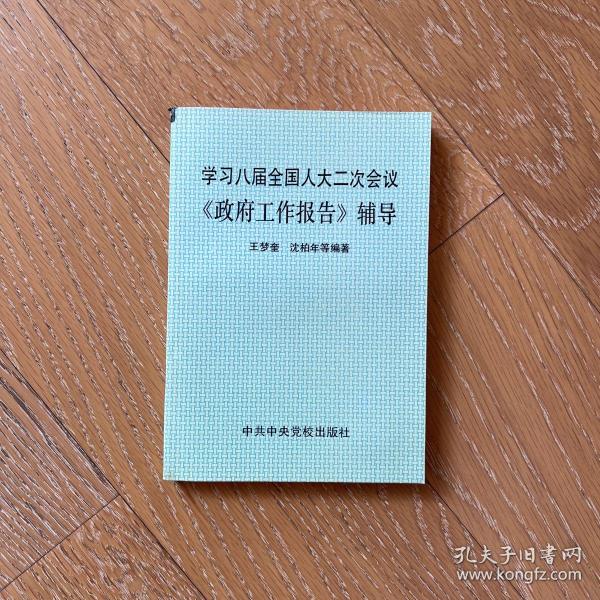 学习八届全国人大二次会议
《政府工作报告》辅导
王梦奎 沈柏年等编著
中共中央党校出版社
孔夫子旧书网
www.kongfz.com